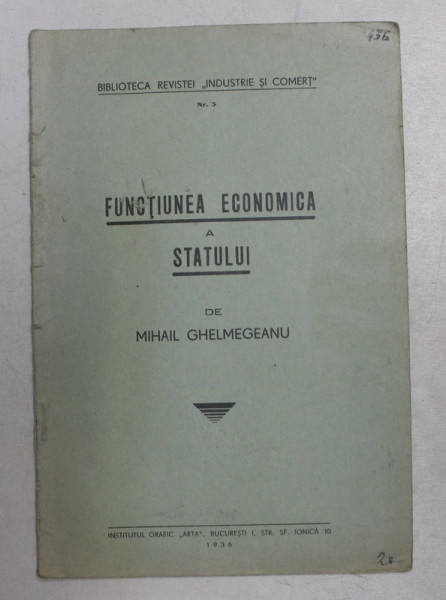 BIBLIOTECA REVISTEI „INDUSTRIE ȘI COMERȚ”
Nr. 5
FUNCȚIUNEA ECONOMICA
A
STATULUI
DE
MIHAIL GHELMEGEANU
INSTITUTUL GRAFIC „ARTA”, BUCUREȘTI I, STR. SF. IONICĂ 10
1936